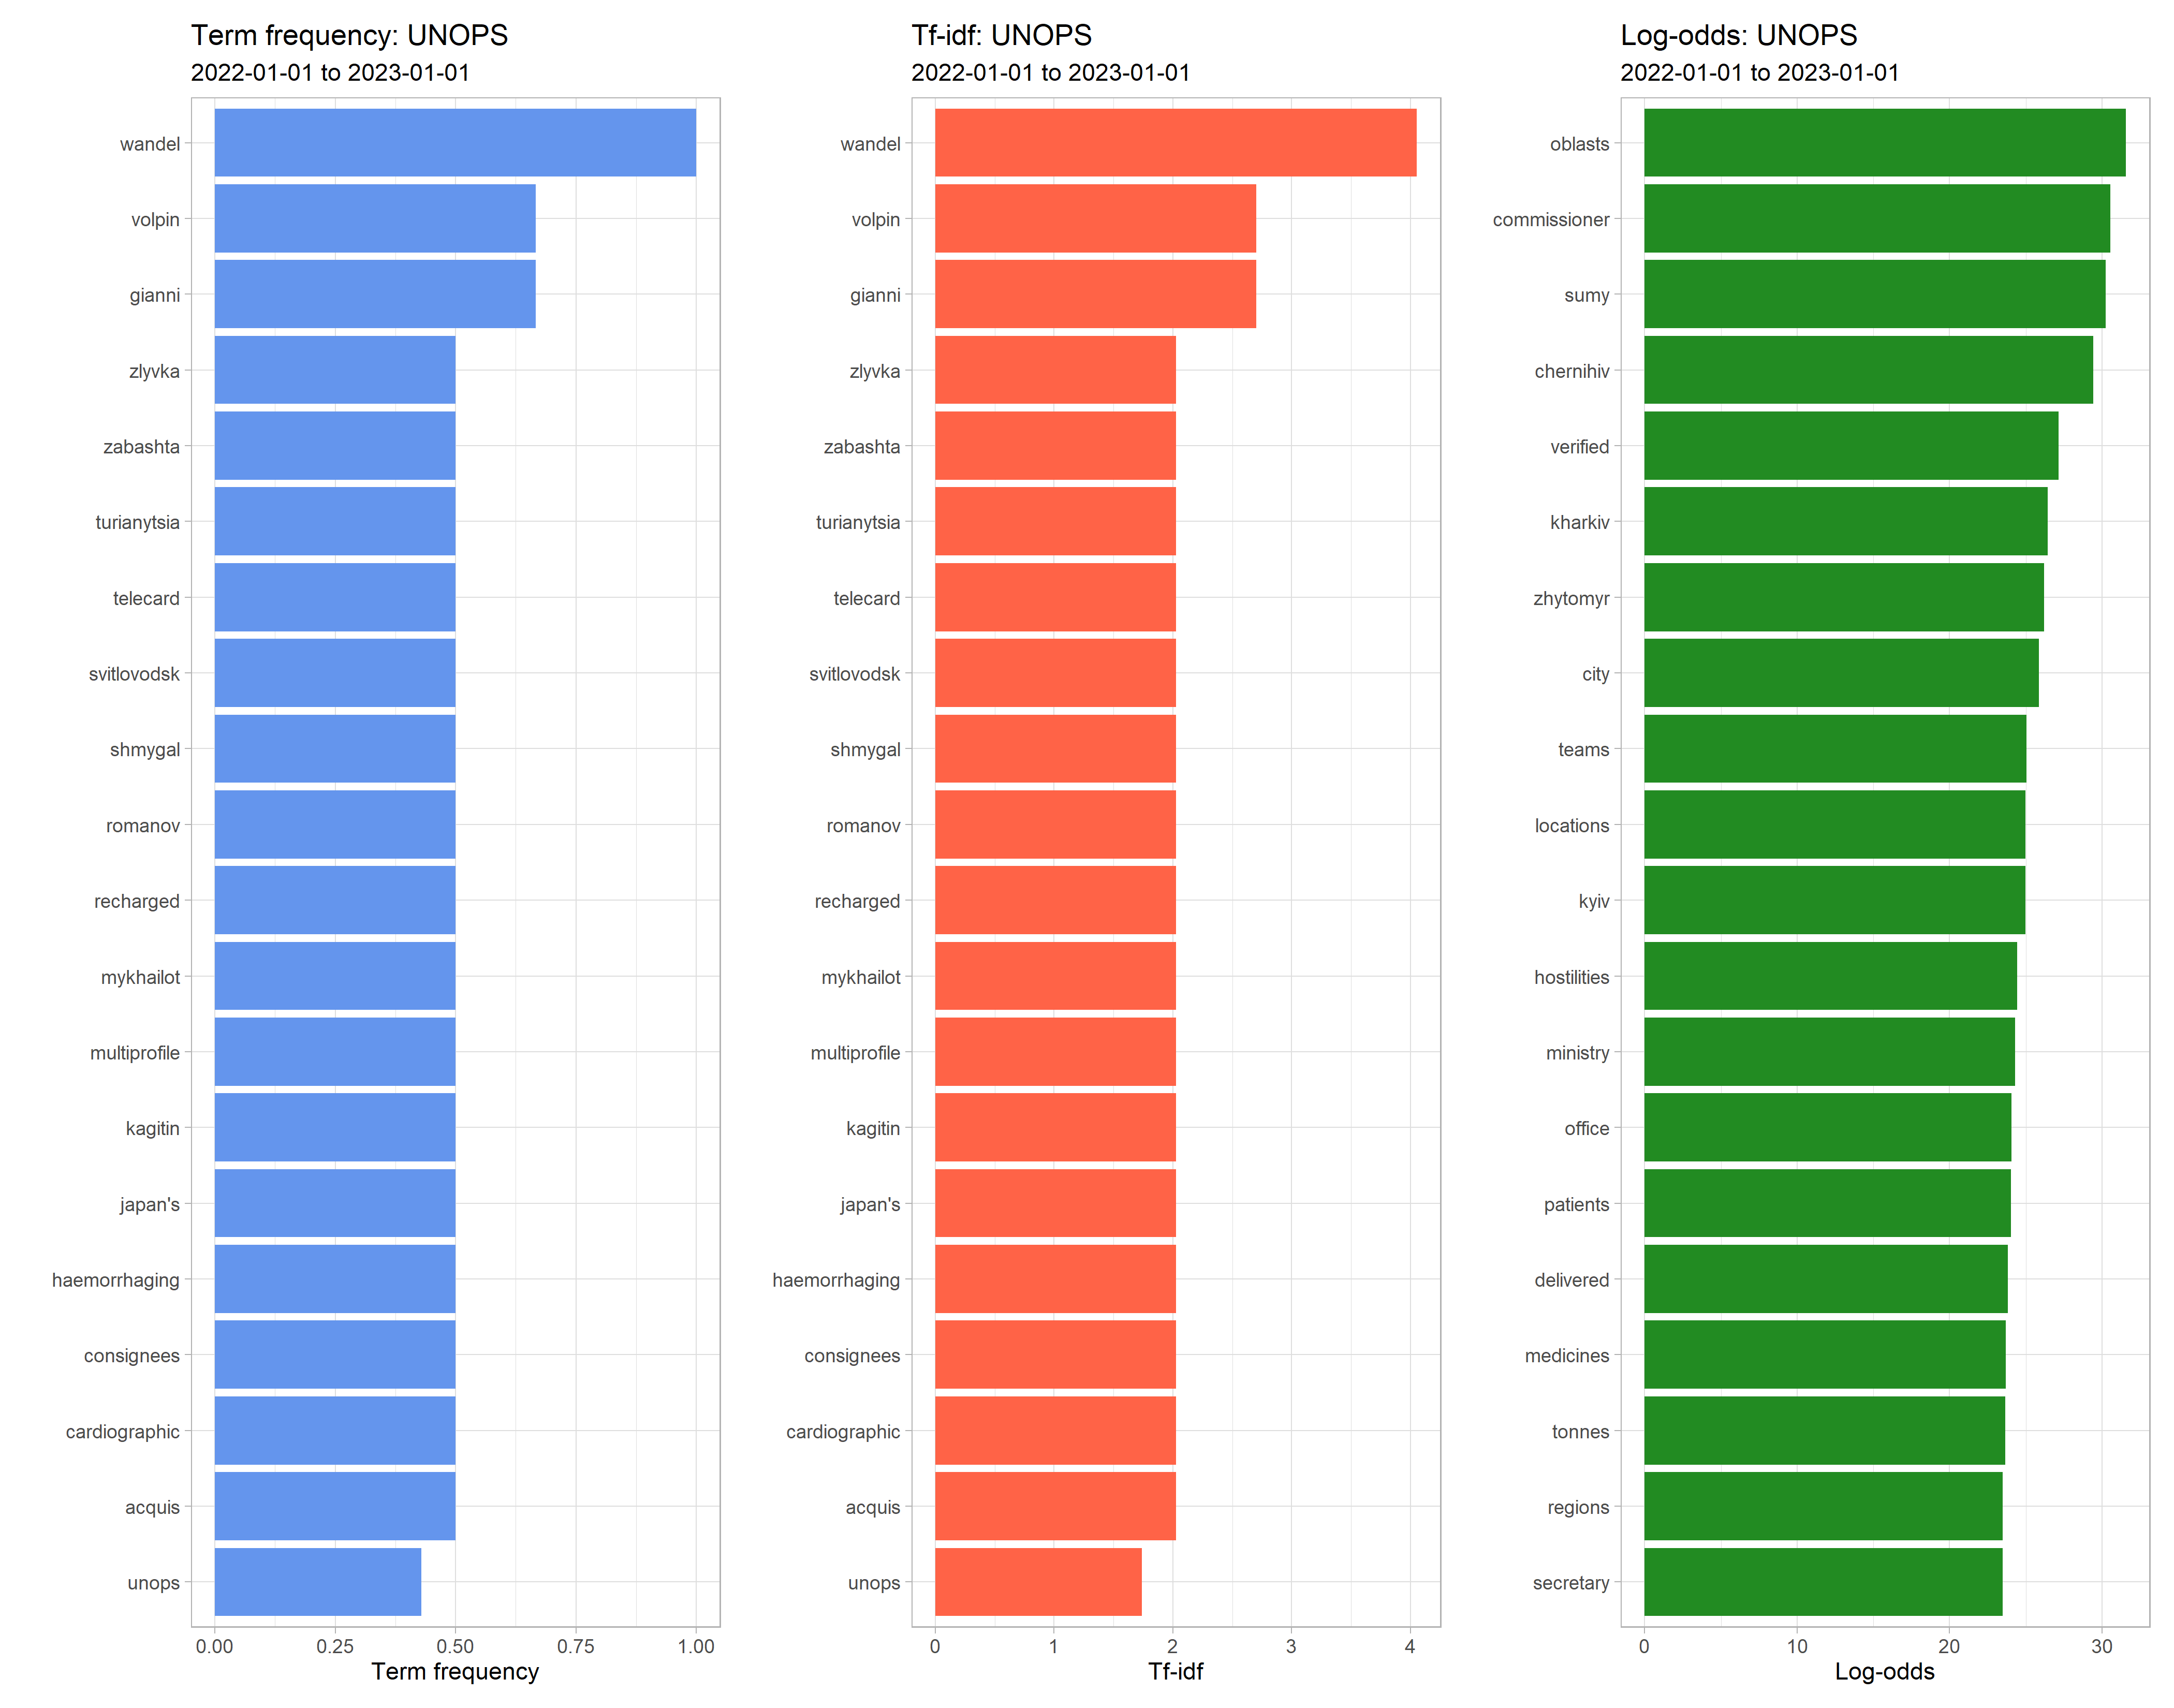 Term frequency: UNOPS
2022-01-01 to 2023-01-01
wandel
volpin
gianni
zlyvka
zabashta
turianytsia
telecard
svitlovodsk
shmygal
romanov
recharged
mykhailot
multiprofile
kagitin
japan's
haemorrhaging
consignees
cardiographic
acquis
unops
0.00 0.25 0.50 0.75 1.00
Term frequency
Tf-idf: UNOPS
2022-01-01 to 2023-01-01
wandel
volpin
gianni
zlyvka
zabashta
turianytsia
telecard
svitlovodsk
shmygal
romanov
recharged
mykhailot
multiprofile
kagitin
japan's
haemorrhaging
consignees
cardiographic
acquis
unops
0 1 2 3 4
Tf-idf
Log-odds: UNOPS
2022-01-01 to 2023-01-01
oblasts
commissioner
sumy
chernihiv
verified
kharkiv
zhytomyr
city
teams
locations
kyiv
hostilities
ministry
office
patients
delivered
medicines
tonnes
regions
secretary
0 10 20 30
Log-odds